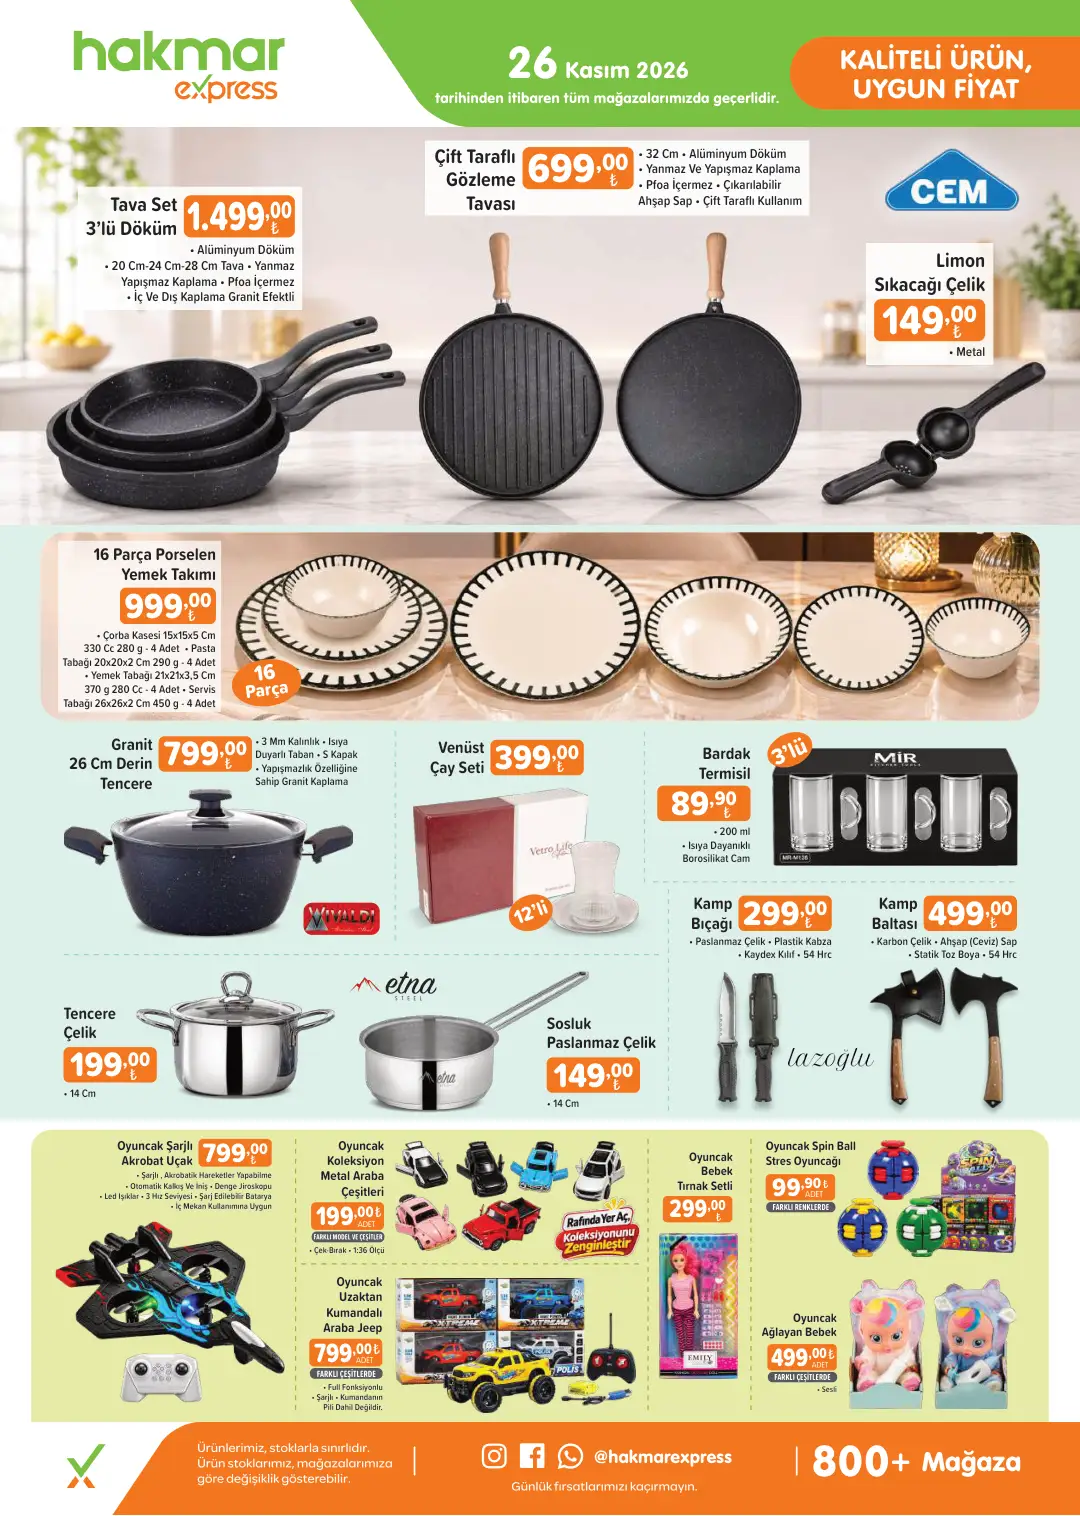 hakmar
express
26 Kasım 2026
tarihinden itibaren tüm mağazalarımızda geçerlidir.
KALİTELİ ÜRÜN,
UYGUN FİYAT
Tava Set
3'lü Döküm
1.499,00 ₺
• Alüminyum Döküm
• 20 Cm-24 Cm-28 Cm Tava • Yanmaz
Yapışmaz Kaplama • Pfoa İçermez
• İç Ve Dış Kaplama Granit Efektli
Çift Taraflı
Gözleme
Tavası
699,00 ₺
• 32 Cm • Alüminyum Döküm
• Yanmaz Ve Yapışmaz Kaplama
• Pfoa İçermez • Çıkarılabilir
Ahşap Sap • Çift Taraflı Kullanım
CEM
Limon
Sıkacağı Çelik
149,00 ₺
• Metal
16 Parça Porselen
Yemek Takımı
999,00 ₺
• Çorba Kasesi 15x15x5 Cm
330 Cc 280 g - 4 Adet • Pasta
Tabağı 20x20x2 Cm 290 g - 4 Adet
• Yemek Tabağı 21x21x3,5 Cm
370 g 280 Cc - 4 Adet • Servis
Tabağı 26x26x2 Cm 450 g - 4 Adet
16
Parça
Granit
26 Cm Derin
Tencere
799,00 ₺
• 3 Mm Kalınlık • Isıya
Duyarlı Taban • S Kapak
• Yapışmazlık Özelliğine
Sahip Granit Kaplama
VIVALDI
Venüst
Çay Seti
399,00 ₺
Vetro Life
12'li
Bardak
Termisil
89,90 ₺
• 200 ml
• Isıya Dayanıklı
Borosilikat Cam
3'lü
MİR
MR-M126
Kamp
Bıçağı
299,00 ₺
• Paslanmaz Çelik • Plastik Kabza
• Kaydex Kılıf • 54 Hrc
Kamp
Baltası
499,00 ₺
• Karbon Çelik • Ahşap (Ceviz) Sap
• Statik Toz Boya • 54 Hrc
lazoğlu
Tencere
Çelik
199,00 ₺
• 14 Cm
etna
STEEL
etna
Sosluk
Paslanmaz Çelik
149,00 ₺
• 14 Cm
Oyuncak Şarjlı
Akrobat Uçak
799,00 ₺
• Şarjlı , Akrobatik Hareketler Yapabilme
• Otomatik Kalkış Ve İniş • Denge Jiroskopu
• Led Işıklar • 3 Hız Seviyesi • Şarj Edilebilir Batarya
• İç Mekan Kullanımına Uygun
Oyuncak
Koleksiyon
Metal Araba
Çeşitleri
199,00 ₺
ADET
FARKLI MODEL VE ÇEŞİTLER
• Çek-Bırak • 1:36 Ölçü
Rafında Yer Aç,
Koleksiyonunu
Zenginleştir
Oyuncak
Uzaktan
Kumandalı
Araba Jeep
799,00 ₺
ADET
FARKLI ÇEŞİTLERDE
• Full Fonksiyonlu
• Şarjlı • Kumandanın
Pili Dahil Değildir.
XTREME
XTREME
POLIS
Oyuncak
Bebek
Tırnak Setli
299,00 ₺
EMILY
Oyuncak Spin Ball
Stres Oyuncağı
99,90 ₺
ADET
FARKLI RENKLERDE
SPIN
BALL
Oyuncak
Ağlayan Bebek
499,00 ₺
ADET
FARKLI ÇEŞİTLERDE
• Sesli
Ürünlerimiz, stoklarla sınırlıdır.
Ürün stoklarımız, mağazalarımıza
göre değişiklik gösterebilir.
@hakmarexpress
Günlük fırsatlarımızı kaçırmayın.
800+ Mağaza